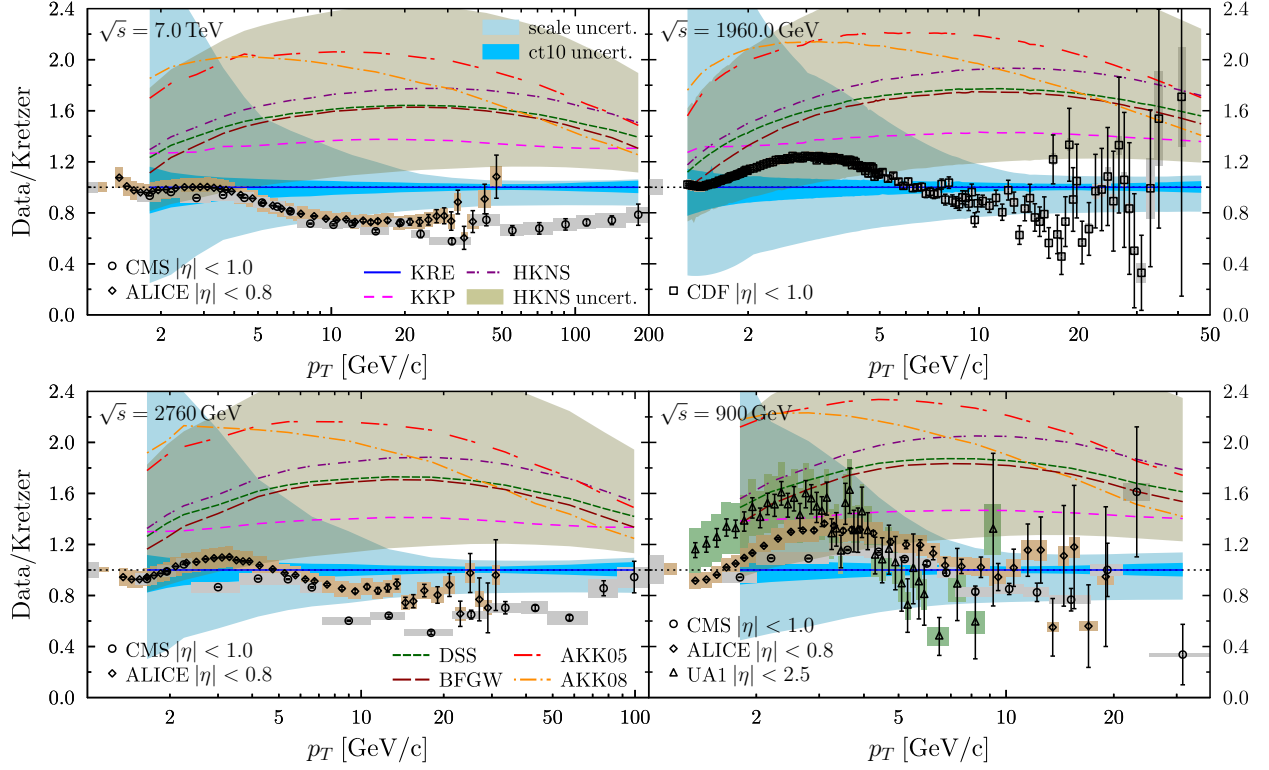 2.4
2.0
1.6
1.2
0.8
0.4
0.0
Data/Kretzer
√s = 7.0 TeV
scale uncert.
ct10 uncert.
CMS |η| < 1.0
ALICE |η| < 0.8
KRE
KKP
HKNS
HKNS uncert.
2 5 10 20 50 100 200
p_T [GeV/c]
√s = 1960.0 GeV
CDF |η| < 1.0
2.4
2.0
1.6
1.2
0.8
0.4
0.0
2 5 10 20 50
p_T [GeV/c]
2.4
2.0
1.6
1.2
0.8
0.4
0.0
Data/Kretzer
√s = 2760 GeV
CMS |η| < 1.0
ALICE |η| < 0.8
DSS
BFGW
AKK05
AKK08
2 5 10 20 50 100
p_T [GeV/c]
√s = 900 GeV
CMS |η| < 1.0
ALICE |η| < 0.8
UA1 |η| < 2.5
2.4
2.0
1.6
1.2
0.8
0.4
0.0
2 5 10 20
p_T [GeV/c]